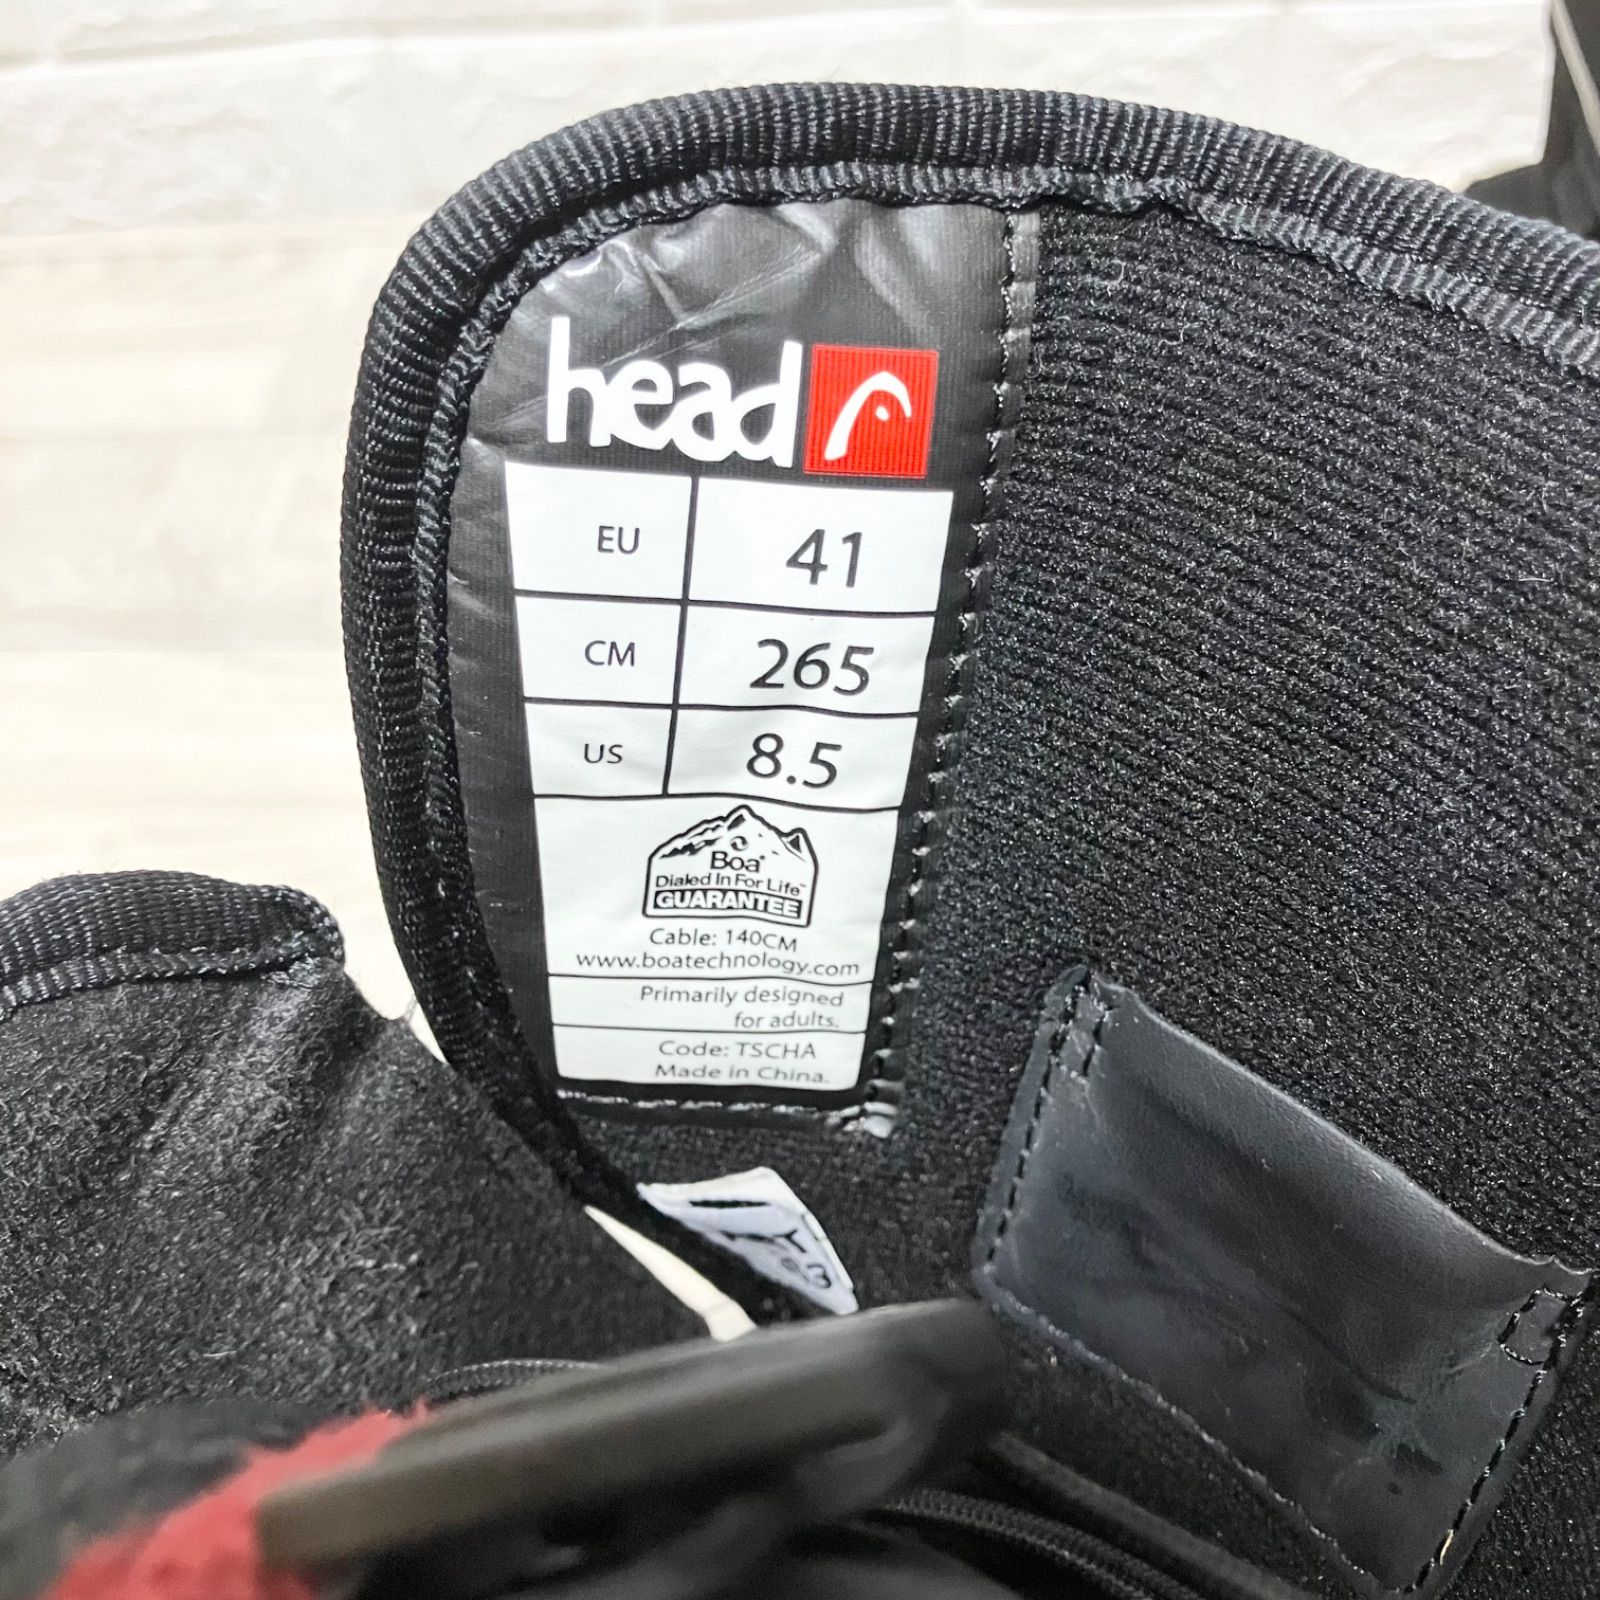 head
EU 41
CM 265
US 8.5
Boa®
Dialed In For Life™
GUARANTEE
Cable: 140CM
www.boatechnology.com
Primarily designed
for adults.
Code: TSCHA
Made in China.